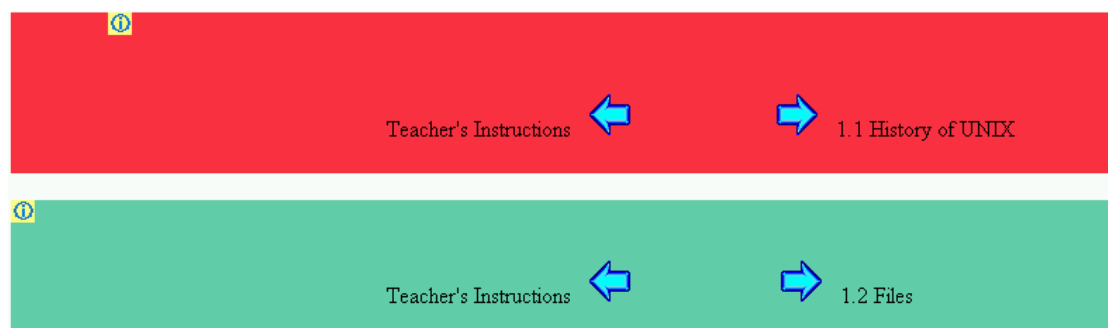 Teacher's Instructions 1.1 History of UNIX
Teacher's Instructions 1.2 Files